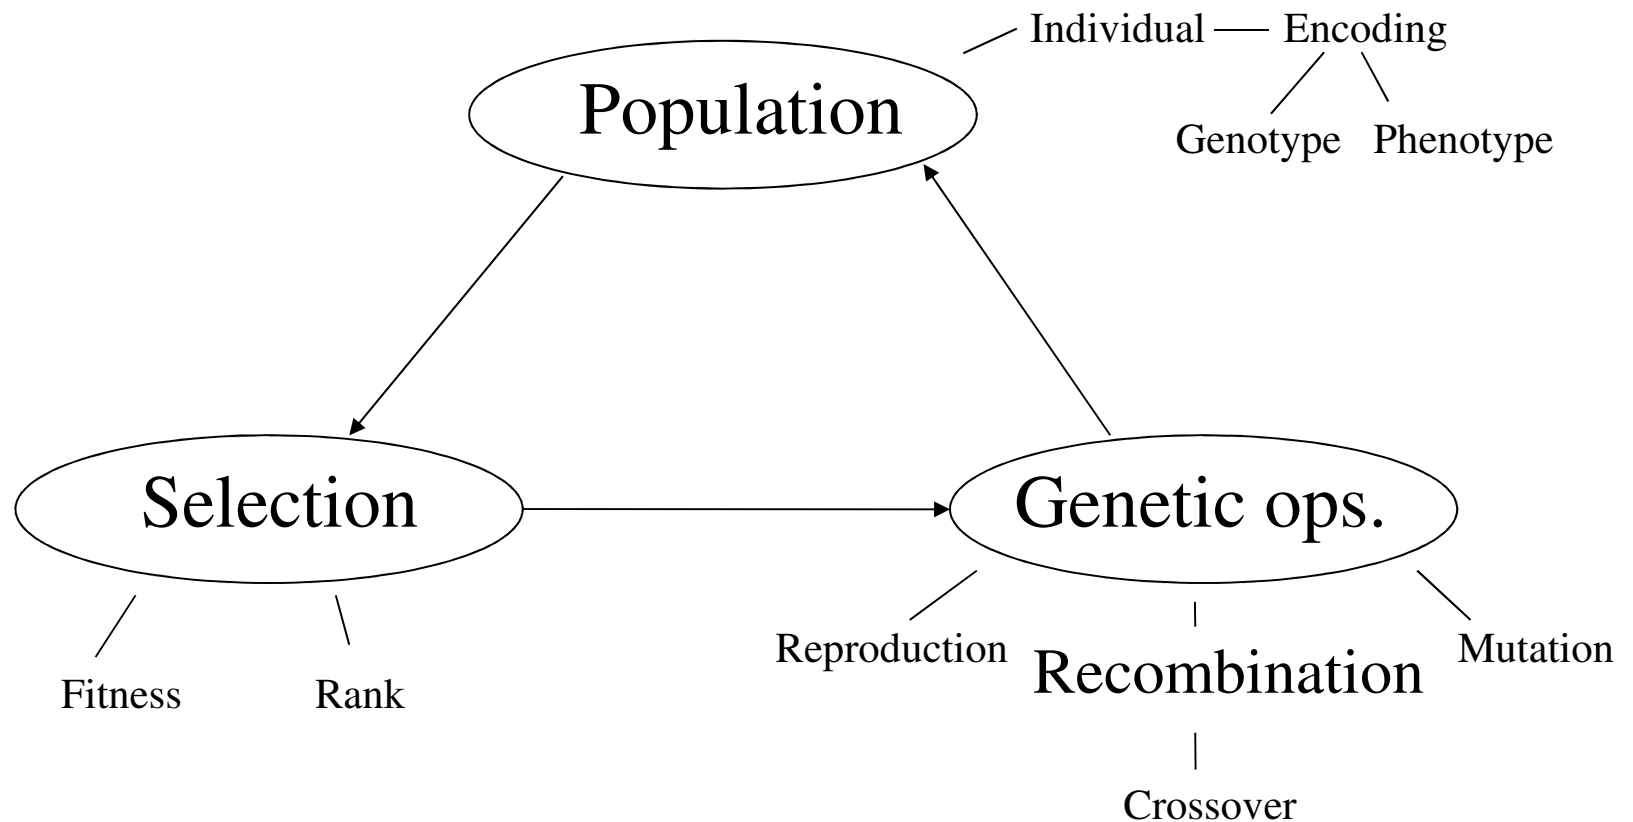 Individual
Encoding
Population
Genotype
Phenotype
Selection
Genetic ops.
Reproduction
Recombination
Mutation
Fitness
Rank
Crossover